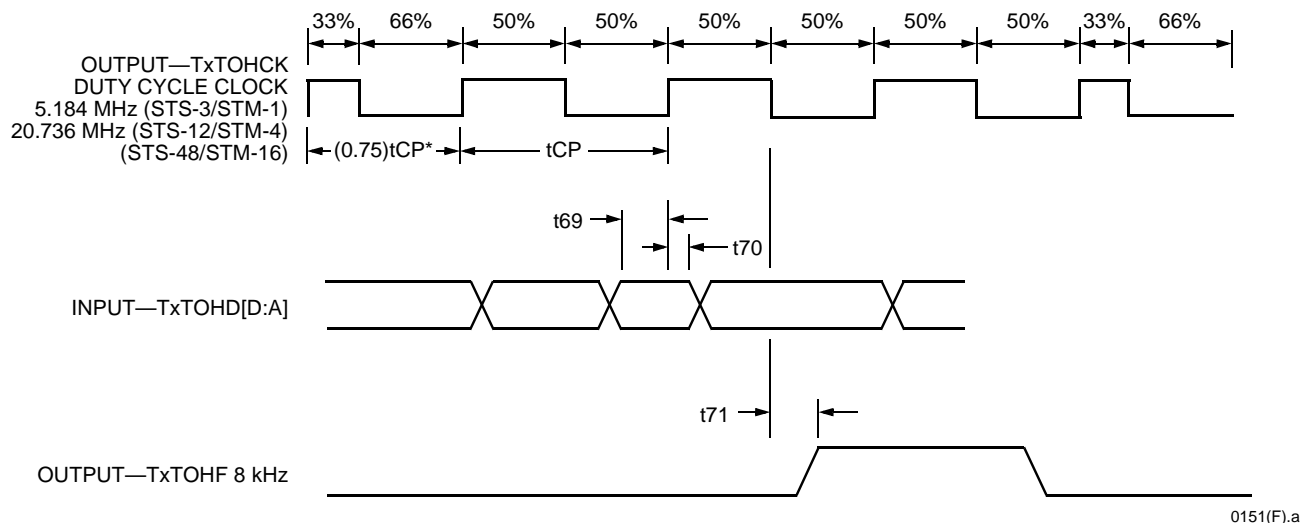 33% 66% 50% 50% 50% 50% 50% 50% 33% 66%
OUTPUT—TxTOHCK
DUTY CYCLE CLOCK
5.184 MHz (STS-3/STM-1)
20.736 MHz (STS-12/STM-4)
(STS-48/STM-16)
(0.75)tCP* tCP
t69
t70
INPUT—TxTOHD[D:A]
t71
OUTPUT—TxTOHF 8 kHz
0151(F).a